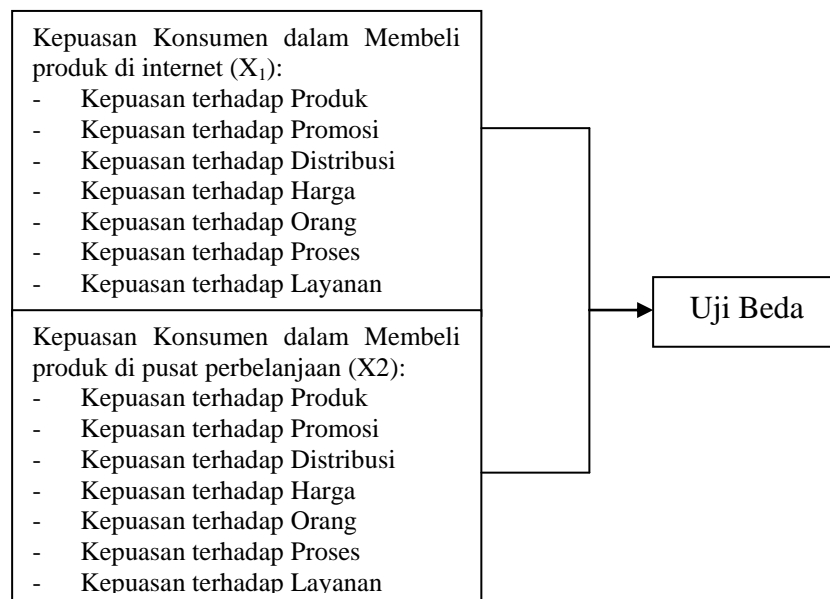 Kepuasan Konsumen dalam Membeli
produk di internet (X₁):
- Kepuasan terhadap Produk
- Kepuasan terhadap Promosi
- Kepuasan terhadap Distribusi
- Kepuasan terhadap Harga
- Kepuasan terhadap Orang
- Kepuasan terhadap Proses
- Kepuasan terhadap Layanan
Kepuasan Konsumen dalam Membeli
produk di pusat perbelanjaan (X2):
- Kepuasan terhadap Produk
- Kepuasan terhadap Promosi
- Kepuasan terhadap Distribusi
- Kepuasan terhadap Harga
- Kepuasan terhadap Orang
- Kepuasan terhadap Proses
- Kepuasan terhadap Layanan
Uji Beda